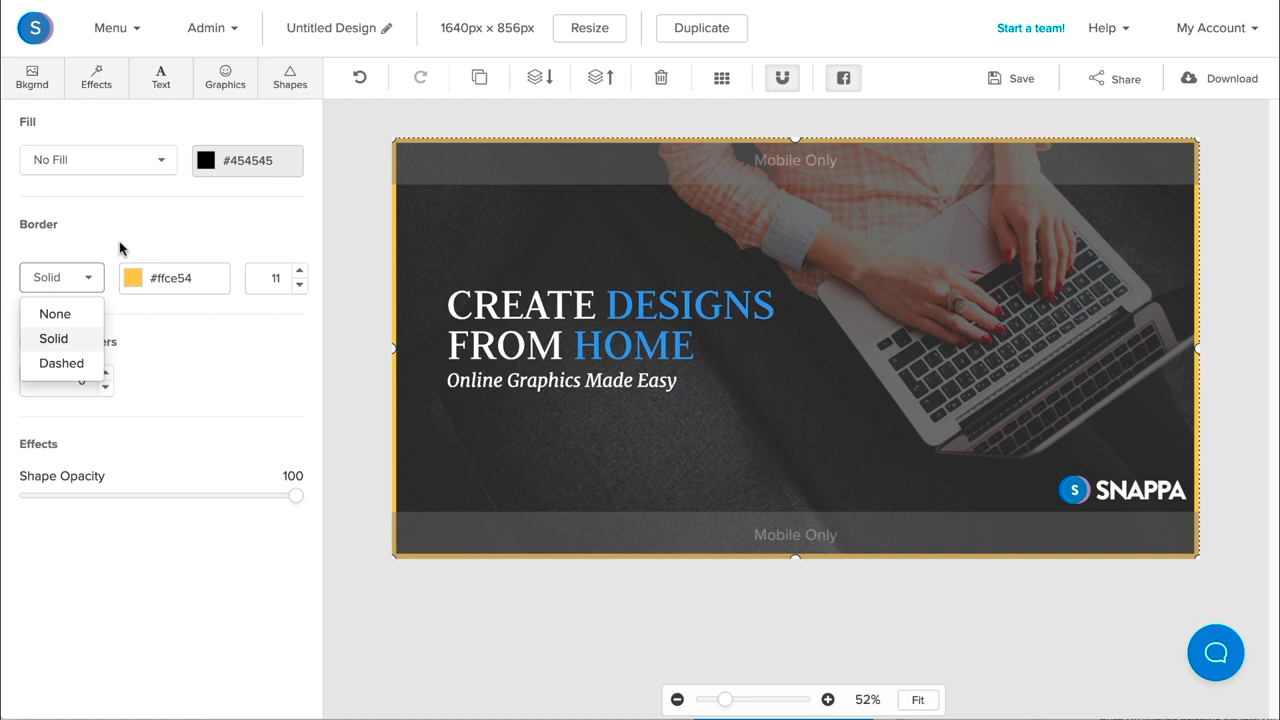 S
Menu
Admin
Untitled Design
1640px × 856px
Resize
Duplicate
Start a team!
Help
My Account
Bkgrnd
Effects
Text
Graphics
Shapes
Save
Share
Download
Fill
No Fill
#454545
Border
Solid
#ffce54
11
None
Solid
Dashed
Effects
Shape Opacity
100
Mobile Only
CREATE DESIGNS
FROM HOME
Online Graphics Made Easy
S SNAPPA
Mobile Only
52%
Fit